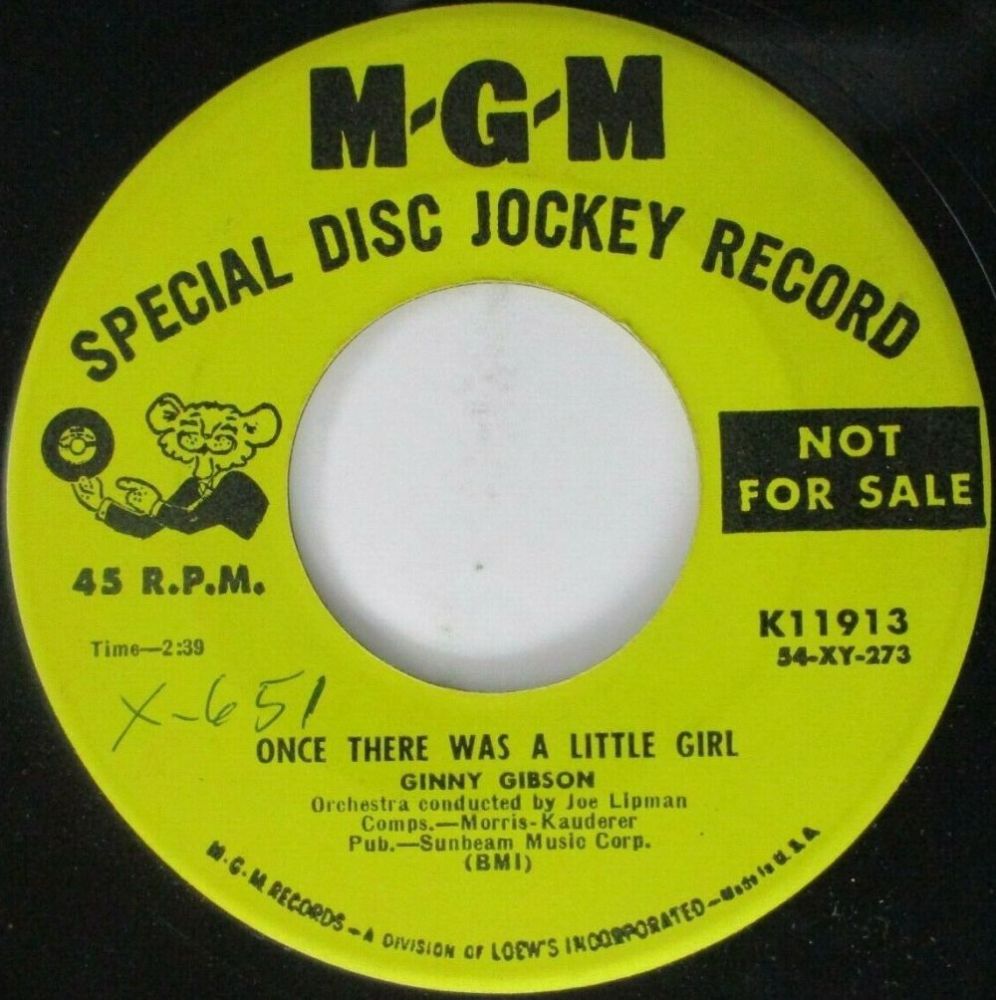 M-G-M
SPECIAL DISC JOCKEY RECORD
NOT
FOR SALE
45 R.P.M.
Time—2:39
K11913
54-XY-273
X-651
ONCE THERE WAS A LITTLE GIRL
GINNY GIBSON
Orchestra conducted by Joe Lipman
Comps.—Morris-Kauderer
Pub.—Sunbeam Music Corp.
(BMI)
M-G-M RECORDS—A DIVISION OF LOEW'S INCORPORATED—Made in U.S.A